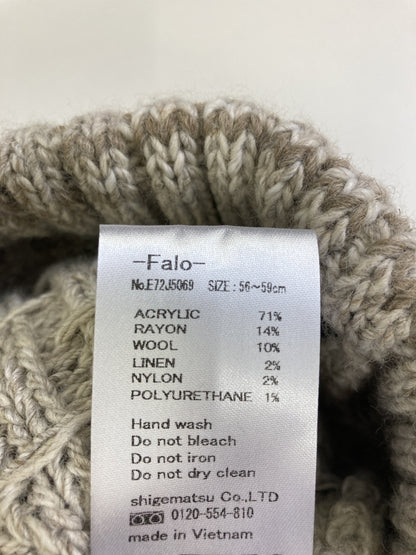 -Falo-
No.E72J5069 SIZE:56~59cm
ACRYLIC 71%
RAYON 14%
WOOL 10%
LINEN 2%
NYLON 2%
POLYURETHANE 1%
Hand wash
Do not bleach
Do not iron
Do not dry clean
shigematsu Co.,LTD
0120-554-810
made in Vietnam